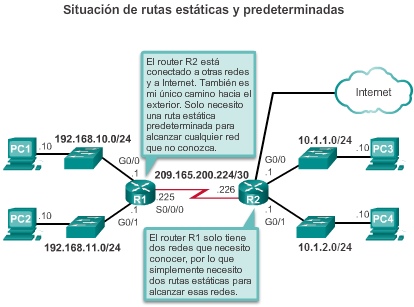 Situación de rutas estáticas y predeterminadas
El router R2 está
conectado a otras redes
y a Internet. También es
mi único camino hacia el
exterior. Solo necesito
una ruta estática
predeterminada para
alcanzar cualquier red
que no conozca.
Internet
PC1
.10
192.168.10.0/24
G0/0
.1
10.1.1.0/24
.10
PC3
G0/0
.1
209.165.200.224/30
R1
.225
S0/0/0
.226
R2
PC2
.10
G0/1
.1
192.168.11.0/24
.1
G0/1
10.1.2.0/24
.10
PC4
El router R1 solo tiene
dos redes que necesito
conocer, por lo que
simplemente necesito
dos rutas estáticas para
alcanzar esas redes.